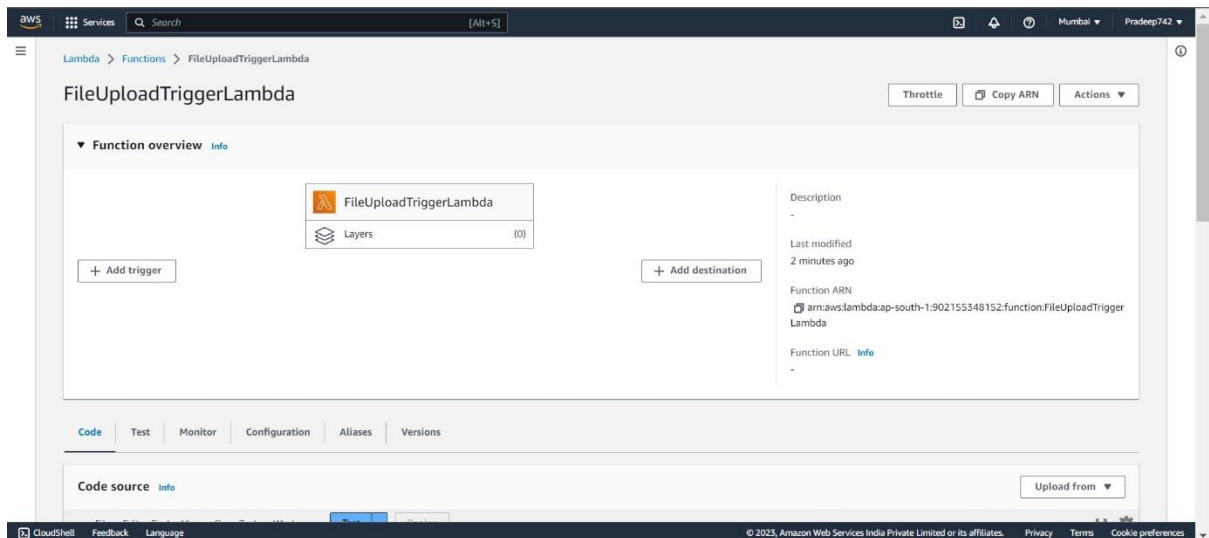 aws Services Search [Alt+S] Mumbai ▼ Pradeep742 ▼
Lambda > Functions > FileUploadTriggerLambda
FileUploadTriggerLambda
Throttle Copy ARN Actions ▼
▼ Function overview Info
FileUploadTriggerLambda
Layers (0)
+ Add trigger
+ Add destination
Description
-
Last modified
2 minutes ago
Function ARN
arn:aws:lambda:ap-south-1:902155348152:function:FileUploadTrigger
Lambda
Function URL Info
-
Code Test Monitor Configuration Aliases Versions
Code source Info Upload from ▼
CloudShell Feedback Language © 2023, Amazon Web Services India Private Limited or its affiliates. Privacy Terms Cookie preferences